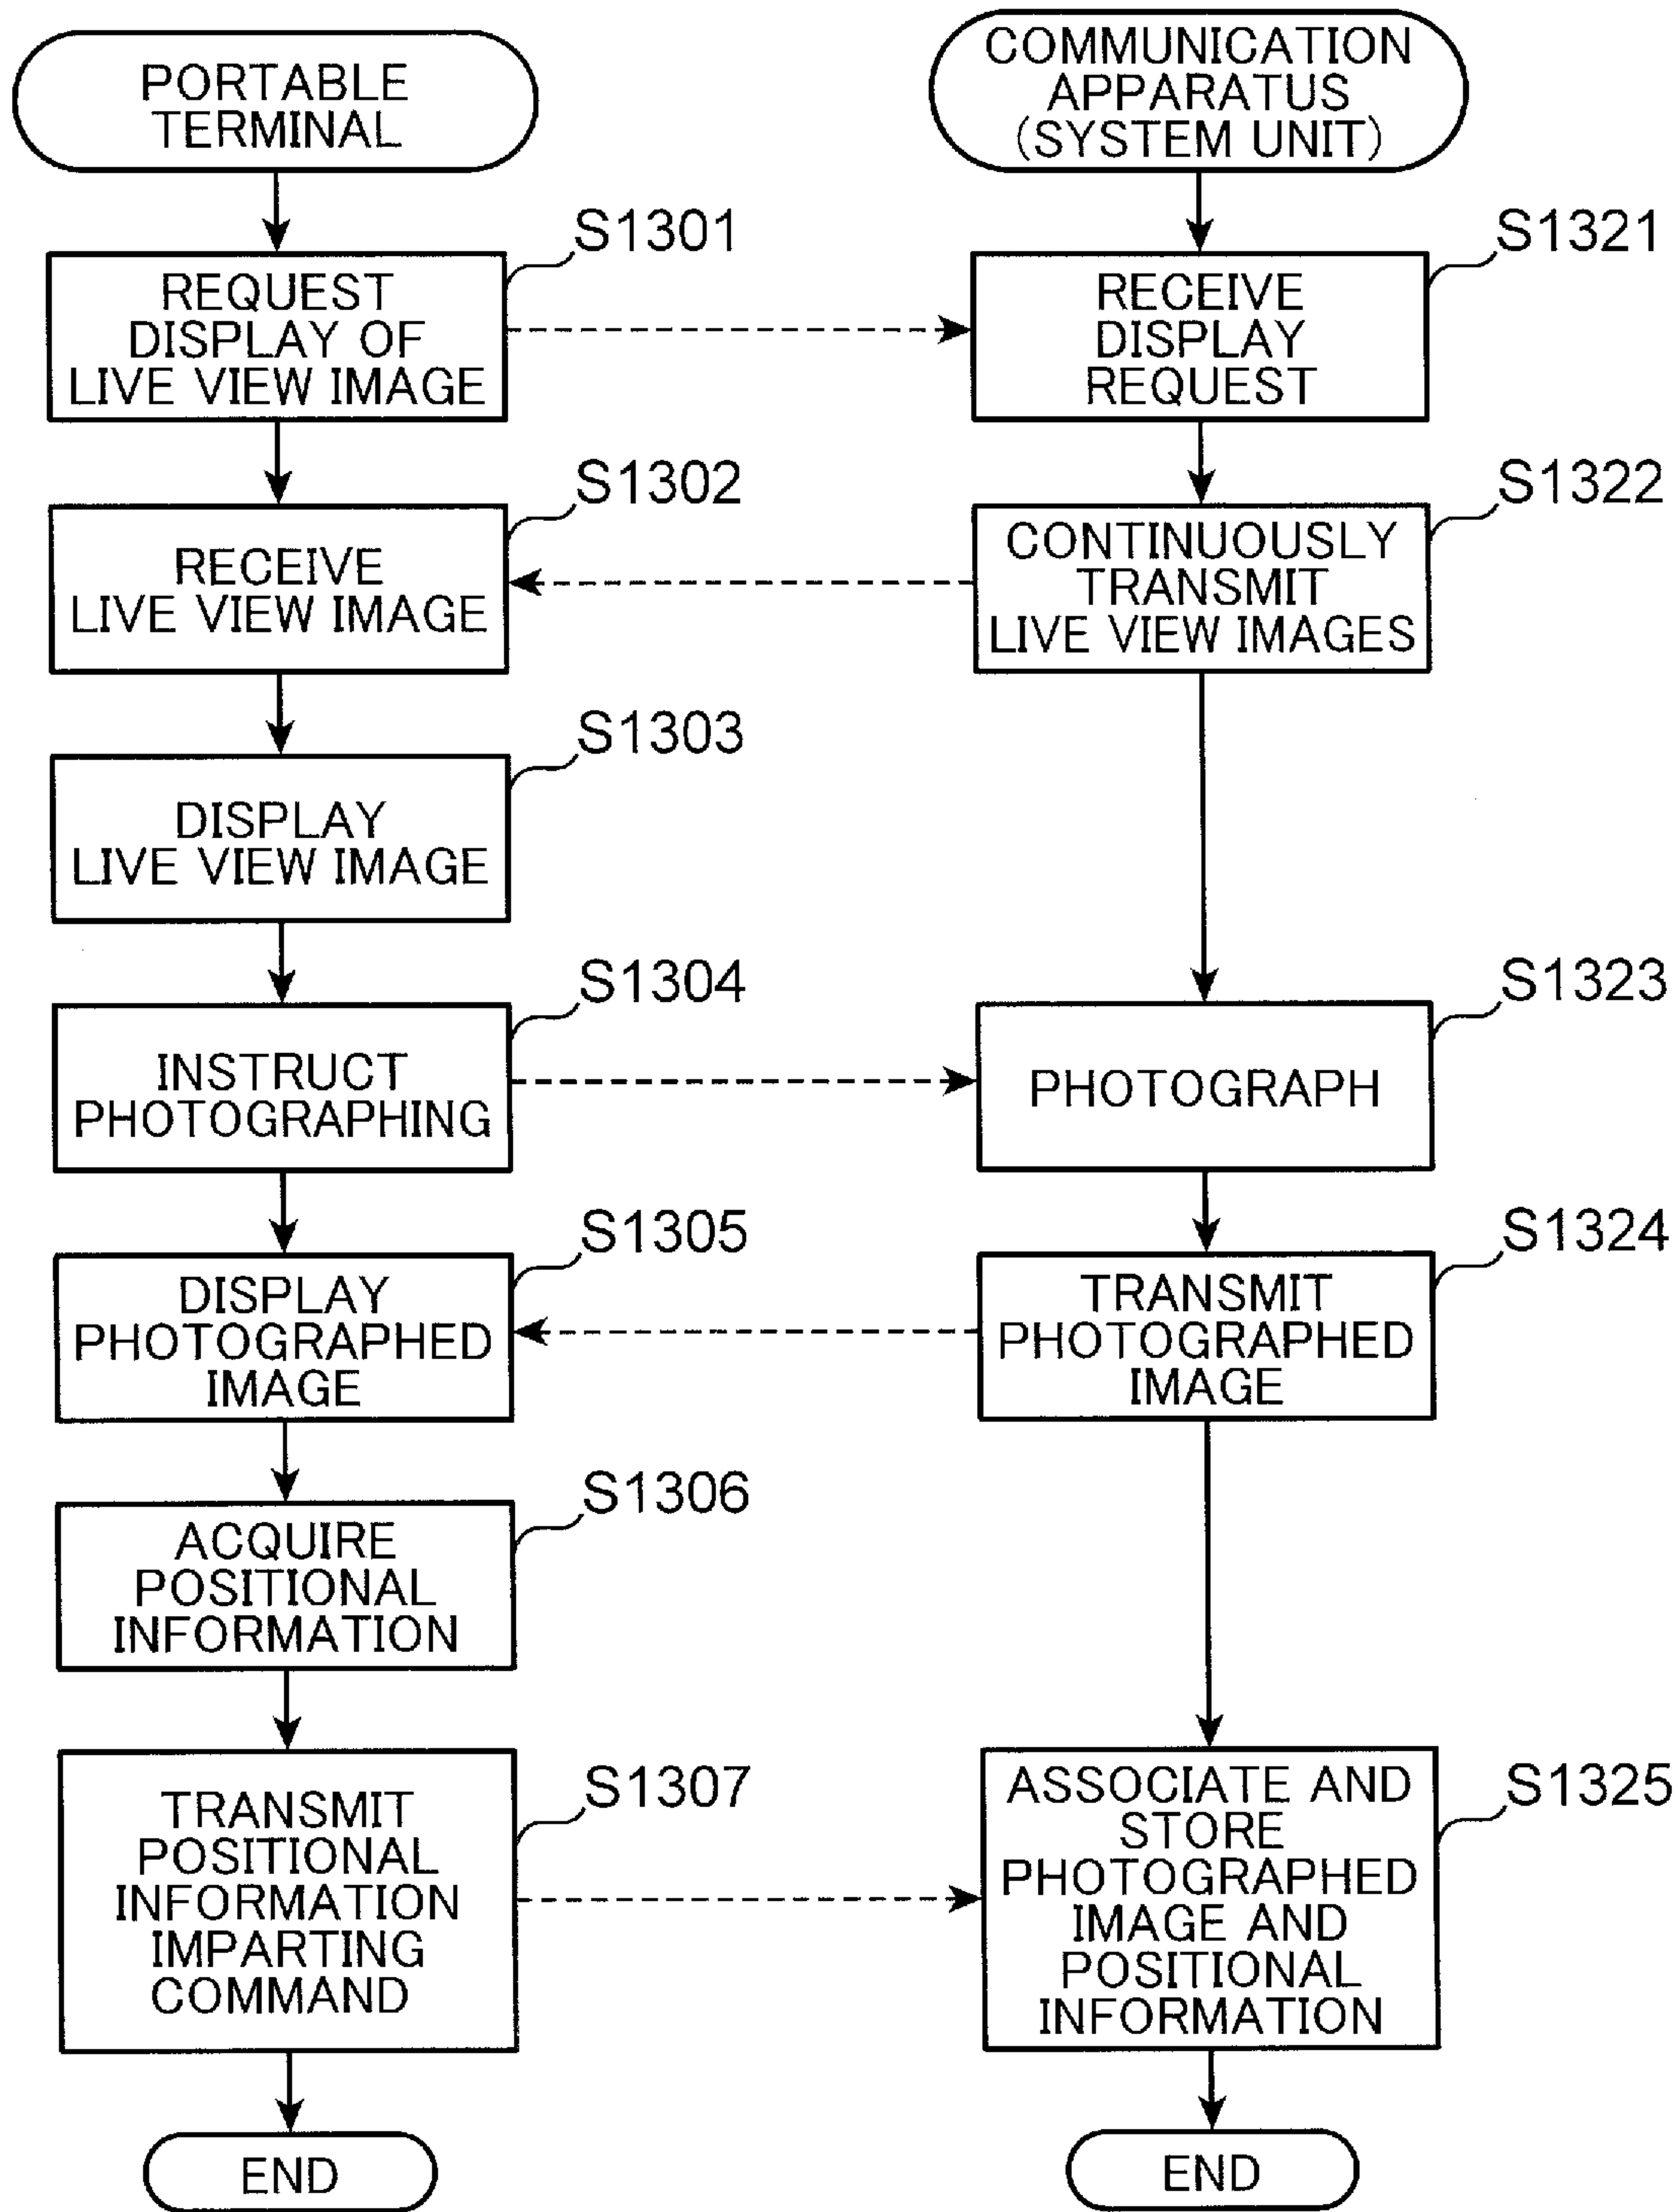 PORTABLE
TERMINAL
S1301
REQUEST
DISPLAY OF
LIVE VIEW IMAGE
S1302
RECEIVE
LIVE VIEW IMAGE
S1303
DISPLAY
LIVE VIEW IMAGE
S1304
INSTRUCT
PHOTOGRAPHING
S1305
DISPLAY
PHOTOGRAPHED
IMAGE
S1306
ACQUIRE
POSITIONAL
INFORMATION
S1307
TRANSMIT
POSITIONAL
INFORMATION
IMPARTING
COMMAND
END
COMMUNICATION
APPARATUS
(SYSTEM UNIT)
S1321
RECEIVE
DISPLAY
REQUEST
S1322
CONTINUOUSLY
TRANSMIT
LIVE VIEW IMAGES
S1323
PHOTOGRAPH
S1324
TRANSMIT
PHOTOGRAPHED
IMAGE
S1325
ASSOCIATE AND
STORE
PHOTOGRAPHED
IMAGE AND
POSITIONAL
INFORMATION
END